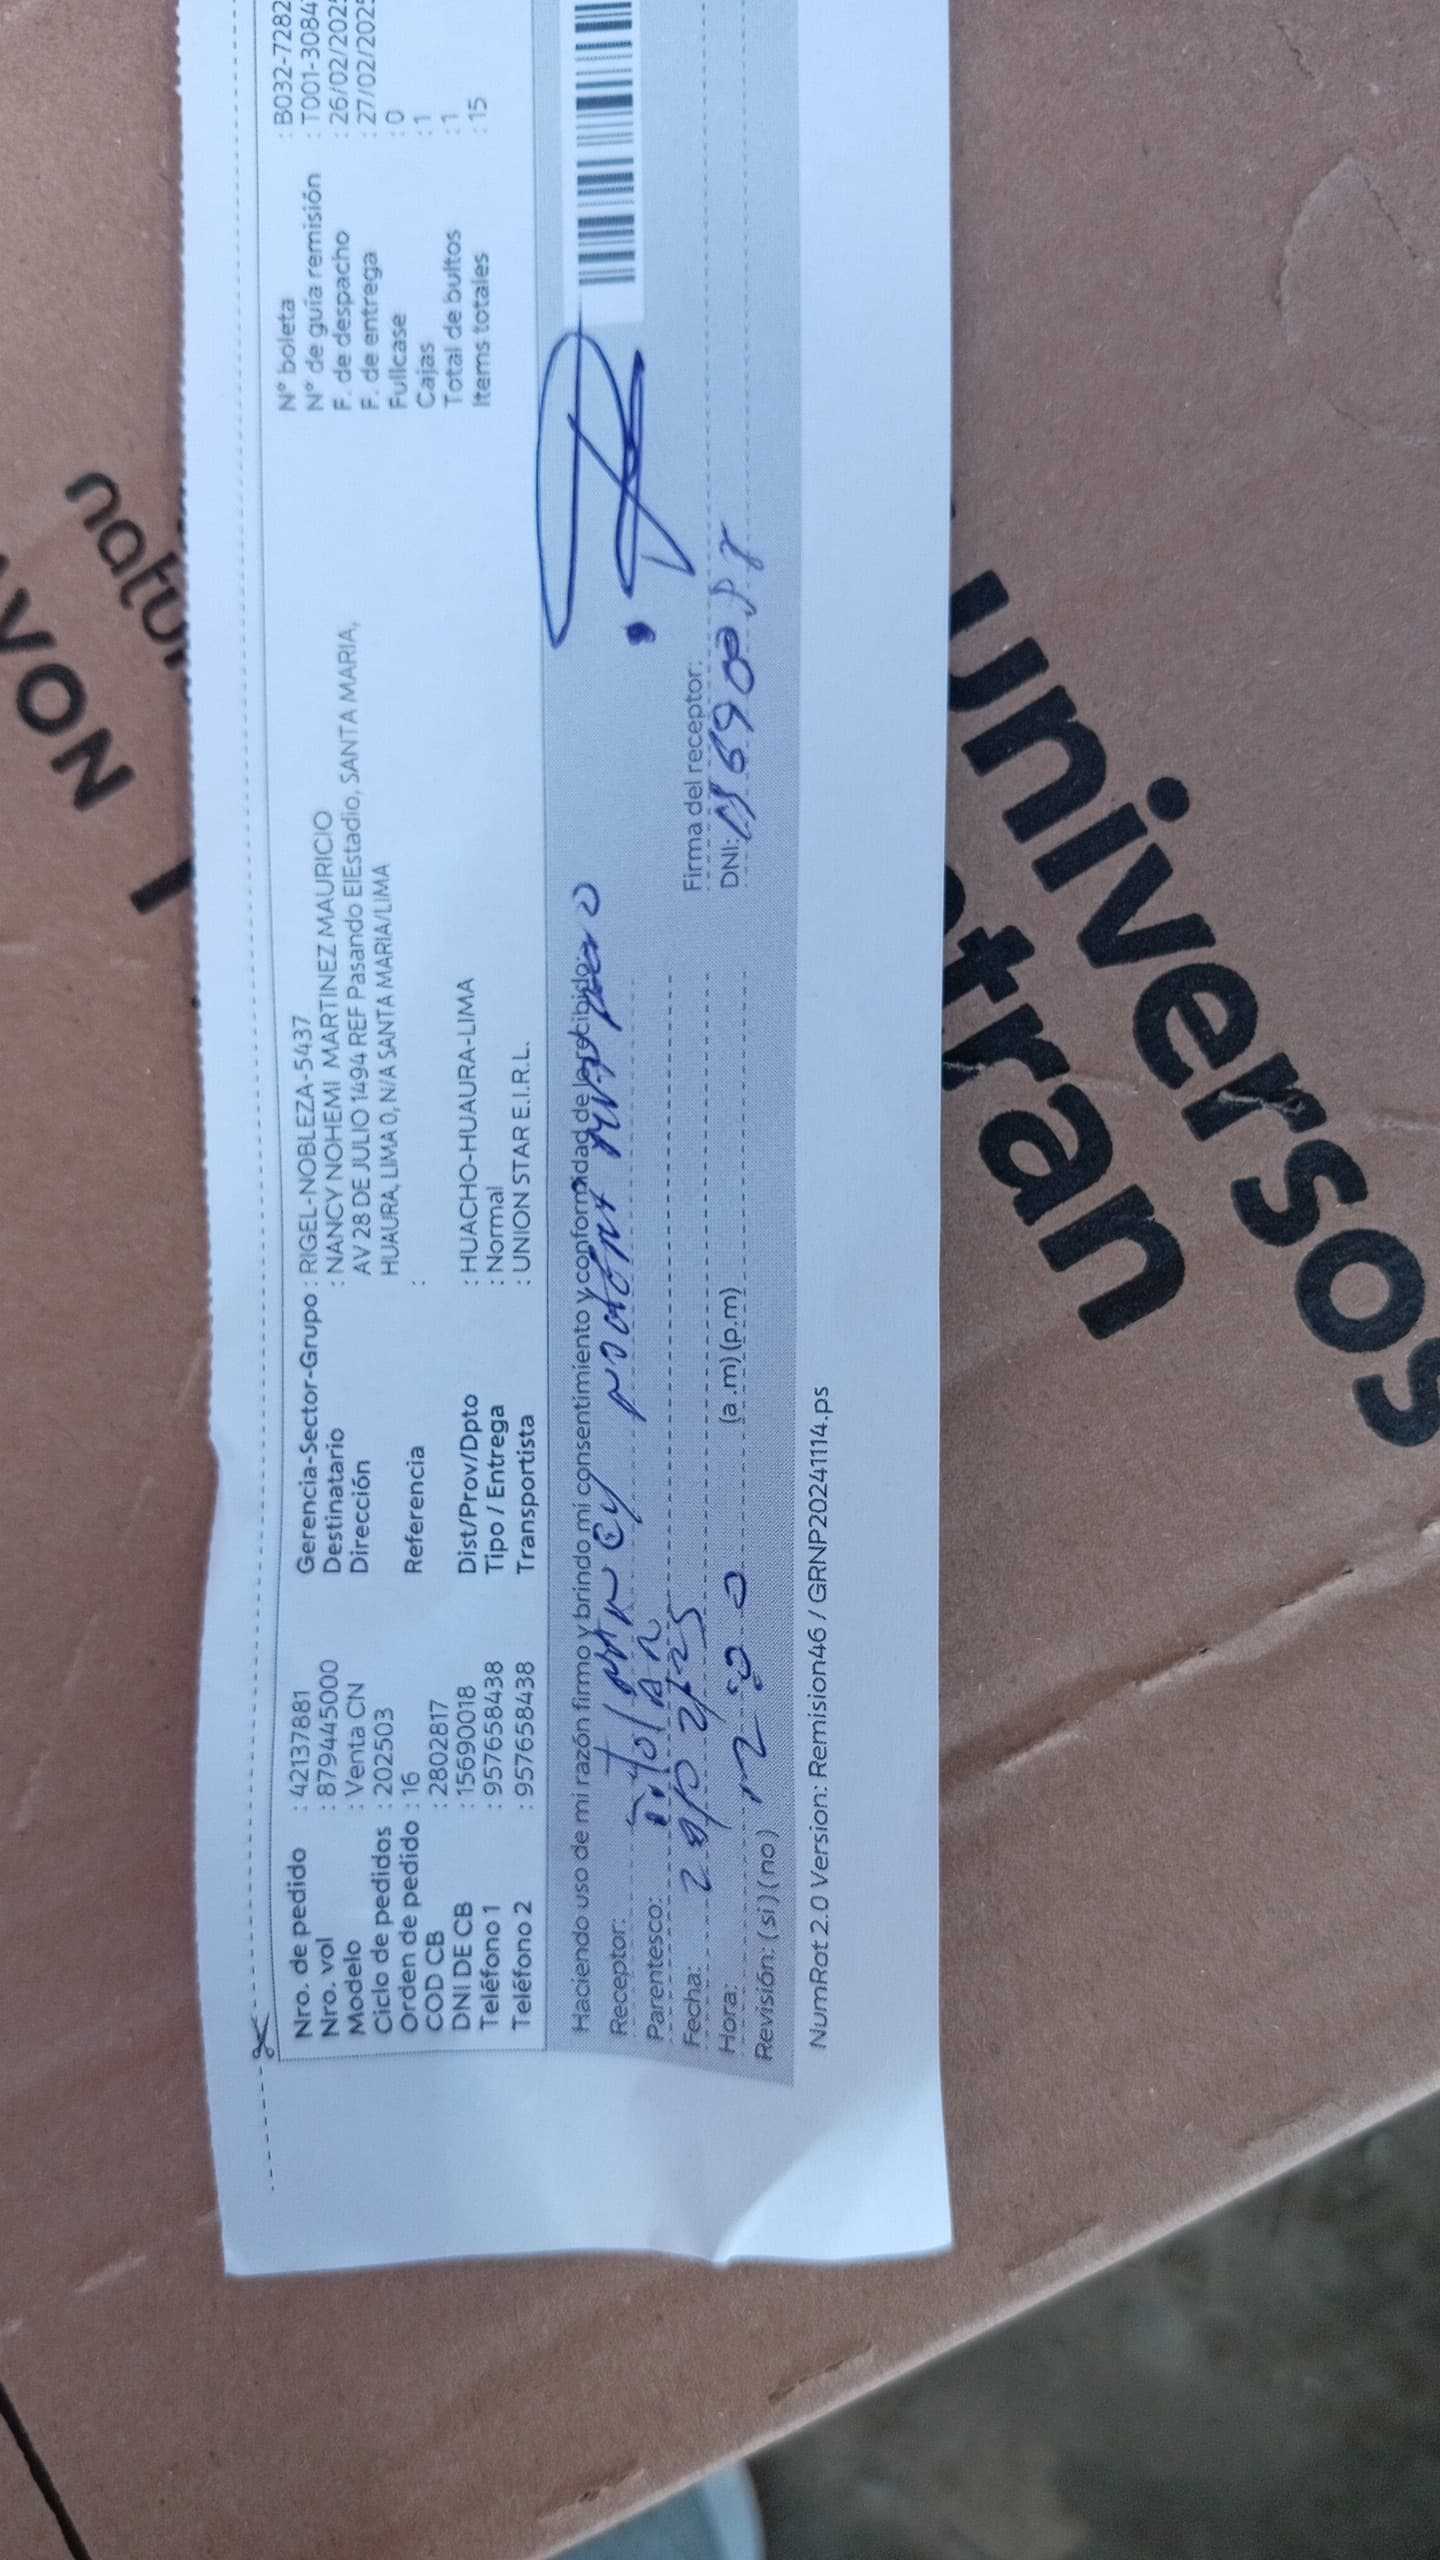 Nro. de pedido : 42137881
Nro. vol : 879445000
Modelo : Venta CN
Ciclo de pedidos : 202503
Orden de pedido : 16
COD CB : 2802817
DNI DE CB : 15690018
Teléfono 1 : 957658438
Teléfono 2 : 957658438
Gerencia-Sector-Grupo : RIGEL-NOBLEZA-5437
Destinatario : NANCY NOHEMI MARTINEZ MAURICIO
Dirección AV 28 DE JULIO 1494 REF Pasando ElEstadio, SANTA MARIA,
HUAURA, LIMA 0, N/A SANTA MARIA/LIMA
Referencia :
Dist/Prov/Dpto : HUACHO-HUAURA-LIMA
Tipo / Entrega : Normal
Transportista : UNION STAR E.I.R.L.
N° boleta : B032-7282
N° de guía remisión : T001-3084
F. de despacho : 26/02/202
F. de entrega : 27/02/202
Fullcase : 0
Cajas : 1
Total de bultos : 1
Items totales : 15
Haciendo uso de mi razón firmo y brindo mi consentimiento y conformidad de lo recibido.
Receptor:
Parentesco:
Fecha:
Hora: (a.m) (p.m)
Revisión: ( si ) ( no )
Firma del receptor:
DNI:
NumRot 2.0 Version: Remision46 / GRNP20241114.ps
VON
natu
universos
tran